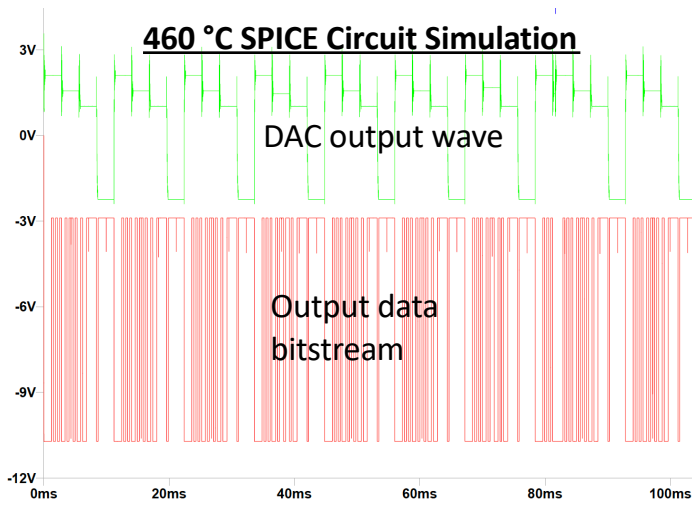 460 °C SPICE Circuit Simulation
3V
DAC output wave
0V
-3V
-6V
Output data
bitstream
-9V
-12V
0ms 20ms 40ms 60ms 80ms 100ms